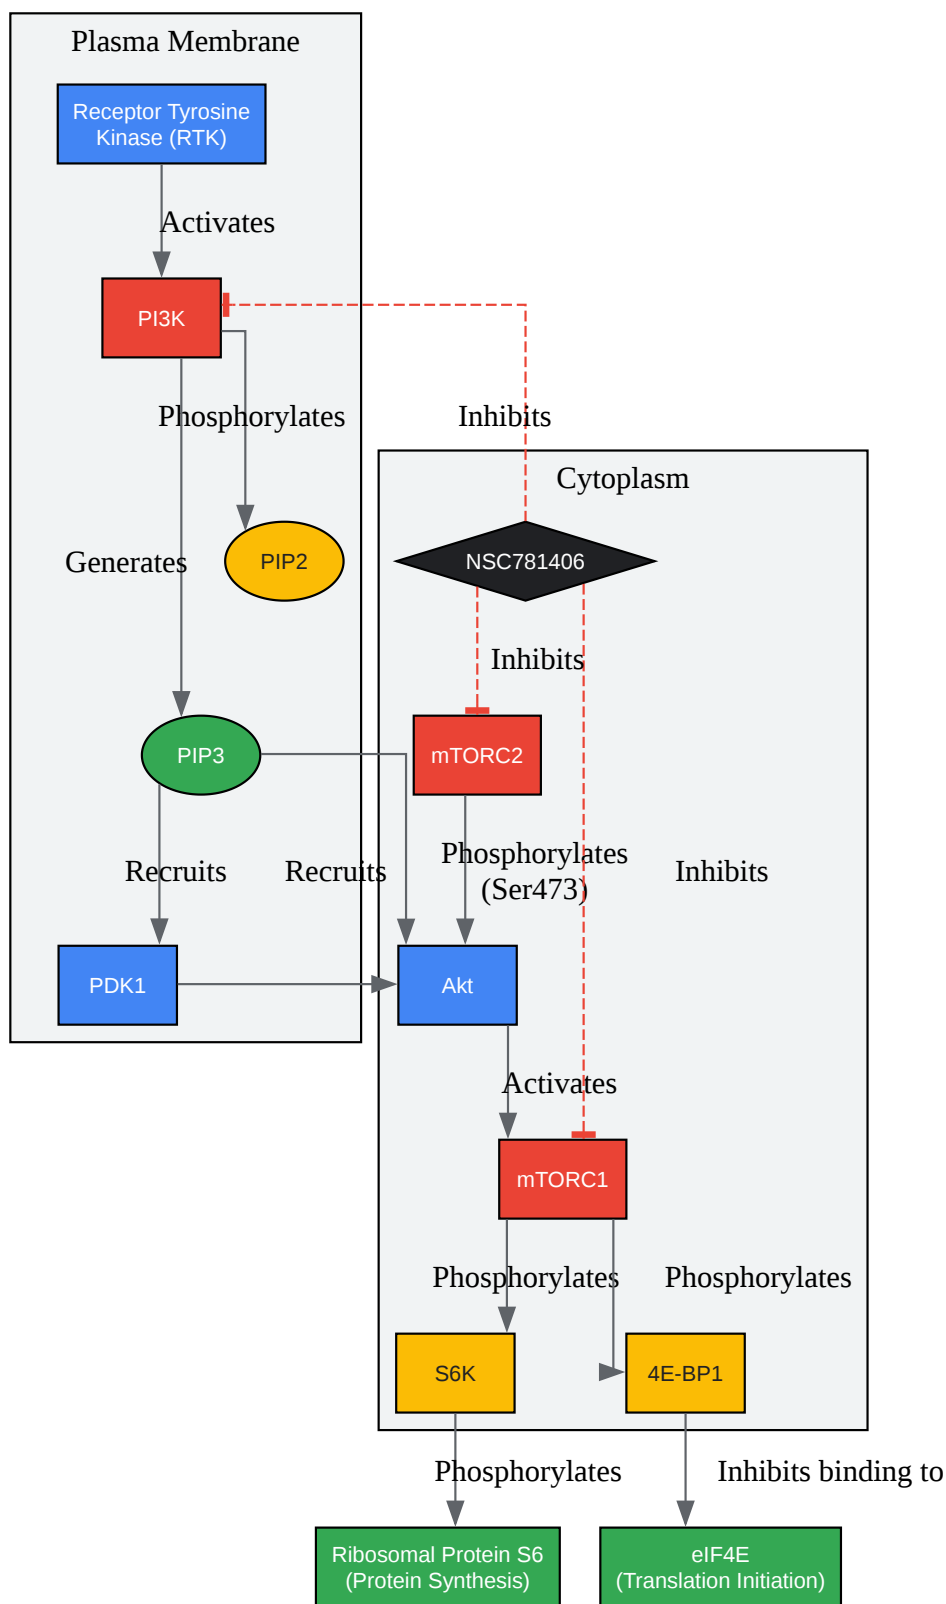 Plasma Membrane
Receptor Tyrosine
Kinase (RTK)
Activates
PI3K
Phosphorylates
Inhibits
Cytoplasm
Generates
PIP2
NSC781406
Inhibits
PIP3
mTORC2
Recruits
Recruits
Phosphorylates
(Ser473)
Inhibits
PDK1
Akt
Activates
mTORC1
Phosphorylates
Phosphorylates
S6K
4E-BP1
Phosphorylates
Inhibits binding to
Ribosomal Protein S6
(Protein Synthesis)
eIF4E
(Translation Initiation)